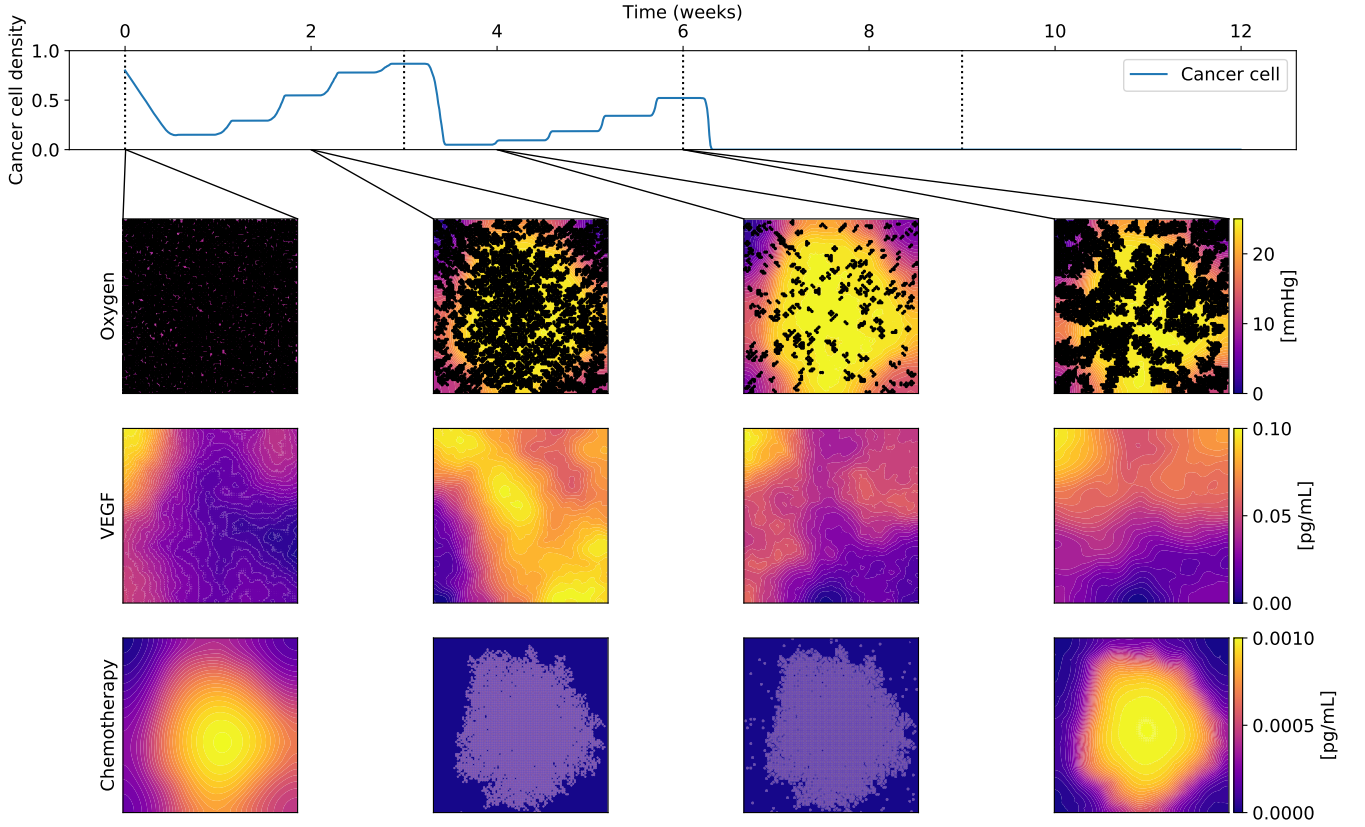 Time (weeks)
0 2 4 6 8 10 12
Cancer cell density
1.0
0.5
0.0
Cancer cell
Oxygen
20
10
0
[mmHg]
VEGF
0.10
0.05
0.00
[pg/mL]
Chemotherapy
0.0010
0.0005
0.0000
[pg/mL]